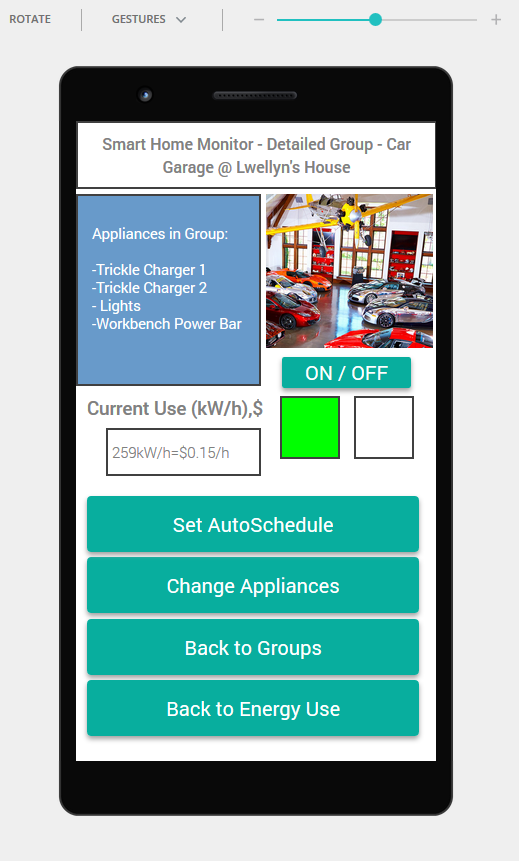 ROTATE
GESTURES
Smart Home Monitor - Detailed Group - Car
Garage @ Lwellyn's House
Appliances in Group:
-Trickle Charger 1
-Trickle Charger 2
- Lights
-Workbench Power Bar
ON / OFF
Current Use (kW/h),$
259kW/h=$0.15/h
Set AutoSchedule
Change Appliances
Back to Groups
Back to Energy Use